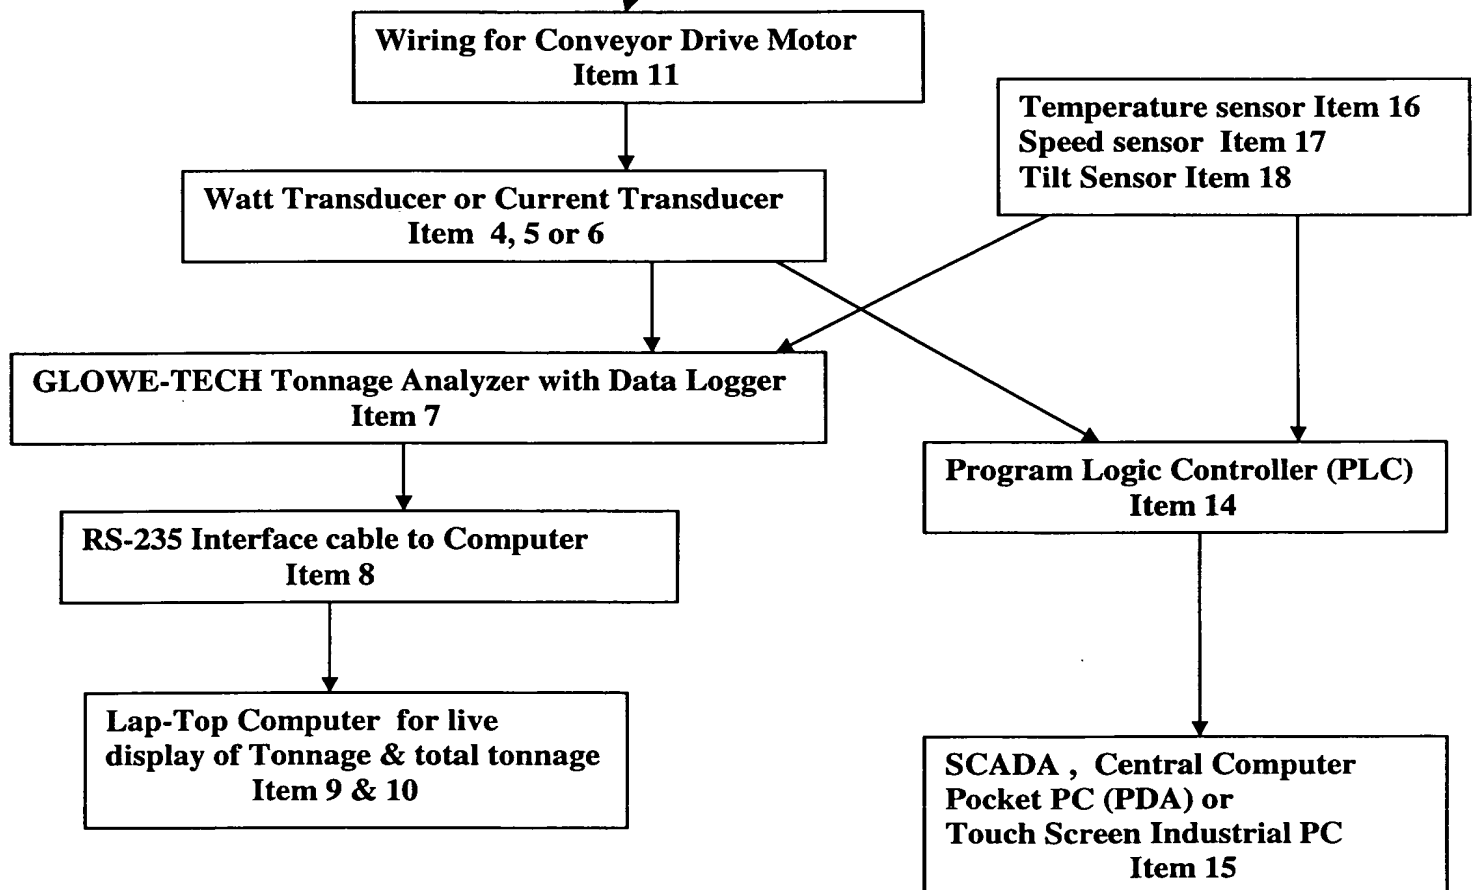 Wiring for Conveyor Drive Motor
Item 11
Temperature sensor Item 16
Speed sensor Item 17
Tilt Sensor Item 18
Watt Transducer or Current Transducer
Item 4, 5 or 6
GLOWE-TECH Tonnage Analyzer with Data Logger
Item 7
Program Logic Controller (PLC)
Item 14
RS-235 Interface cable to Computer
Item 8
Lap-Top Computer for live
display of Tonnage & total tonnage
Item 9 & 10
SCADA , Central Computer
Pocket PC (PDA) or
Touch Screen Industrial PC
Item 15